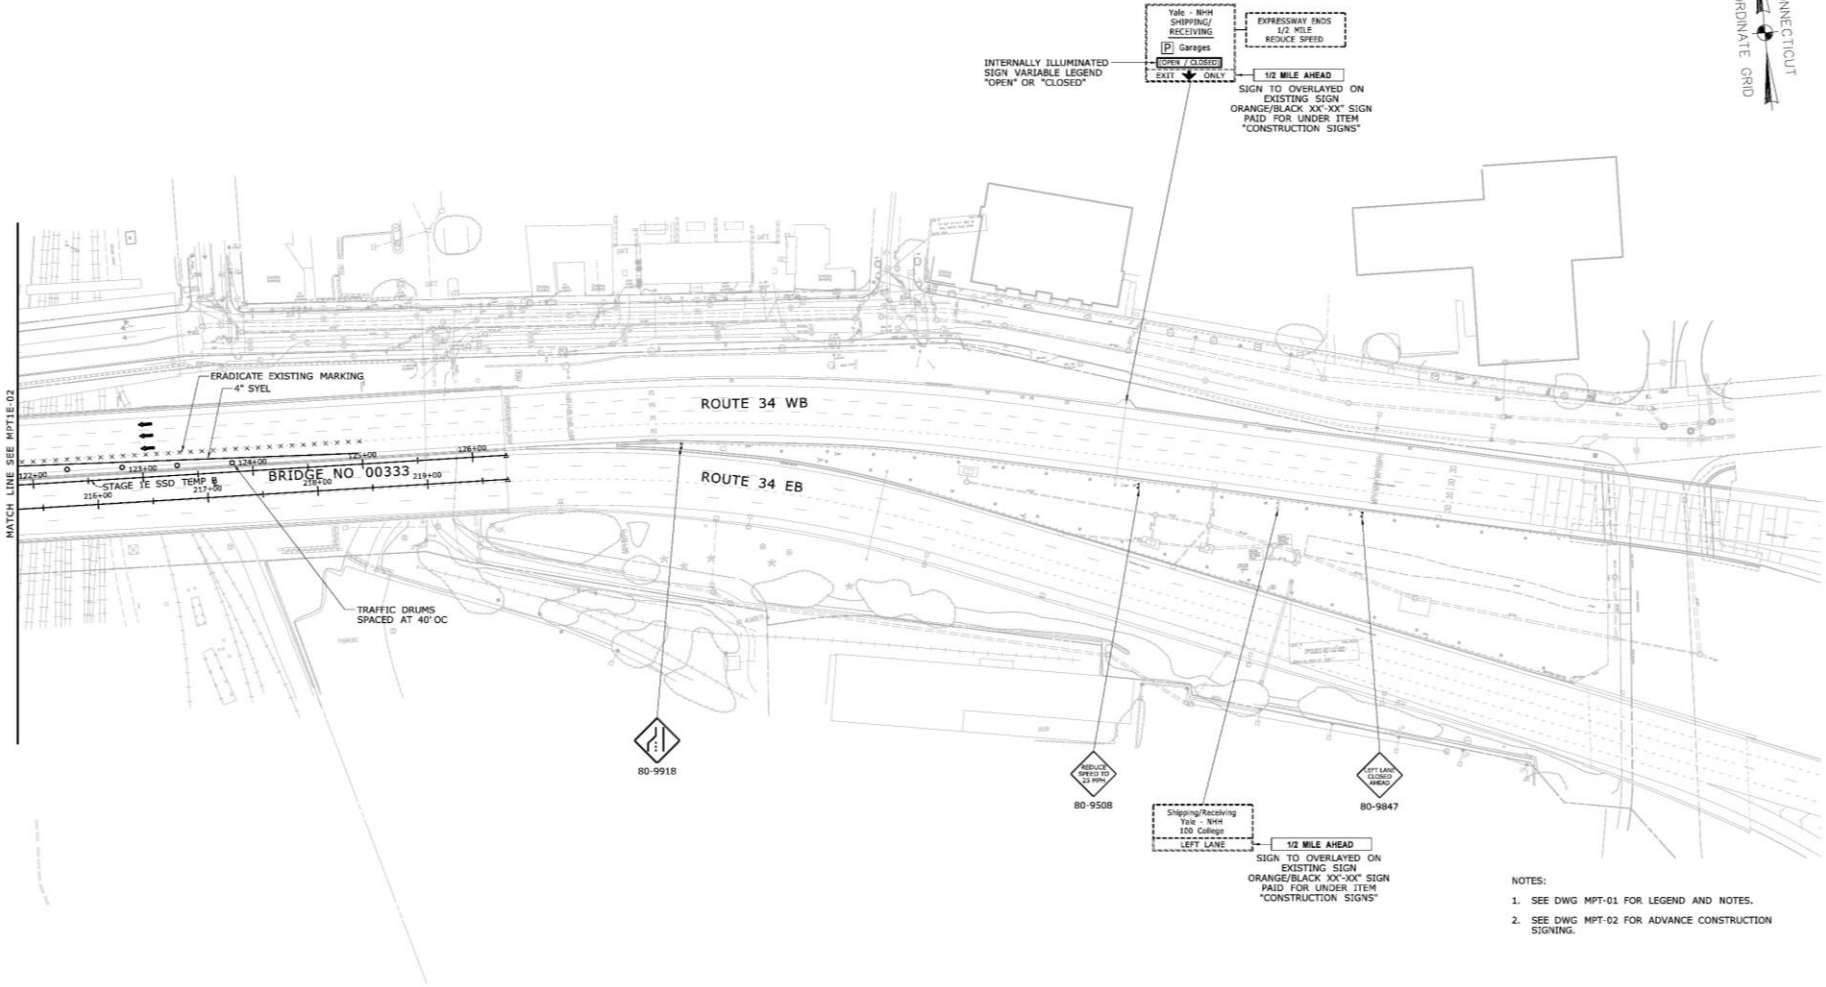 Yale - NHH
SHIPPING/
RECEIVING
P Garages
OPEN / CLOSED
EXIT ONLY
EXPRESSWAY ENDS
1/2 MILE
REDUCE SPEED
INTERNALLY ILLUMINATED
SIGN VARIABLE LEGEND
"OPEN" OR "CLOSED"
1/2 MILE AHEAD
SIGN TO OVERLAYED ON
EXISTING SIGN
ORANGE/BLACK XX'-XX" SIGN
PAID FOR UNDER ITEM
"CONSTRUCTION SIGNS"
NNECTICUT
RDINATE GRID
MATCH LINE SEE MPT1E-02
ERADICATE EXISTING MARKING
4" SYEL
ROUTE 34 WB
122+00
123+00
124+00
125+00
126+00
STAGE 1E SSD TEMP B
BRIDGE NO 00333
216+00
217+00
218+00
219+00
ROUTE 34 EB
TRAFFIC DRUMS
SPACED AT 40' OC
80-9918
REDUCE
SPEED TO
25 MPH
80-9508
LEFT LANE
CLOSED
AHEAD
80-9847
Shipping/Receiving
Yale - NHH
100 College
LEFT LANE
1/2 MILE AHEAD
SIGN TO OVERLAYED ON
EXISTING SIGN
ORANGE/BLACK XX'-XX" SIGN
PAID FOR UNDER ITEM
"CONSTRUCTION SIGNS"
NOTES:
1. SEE DWG MPT-01 FOR LEGEND AND NOTES.
2. SEE DWG MPT-02 FOR ADVANCE CONSTRUCTION
SIGNING.